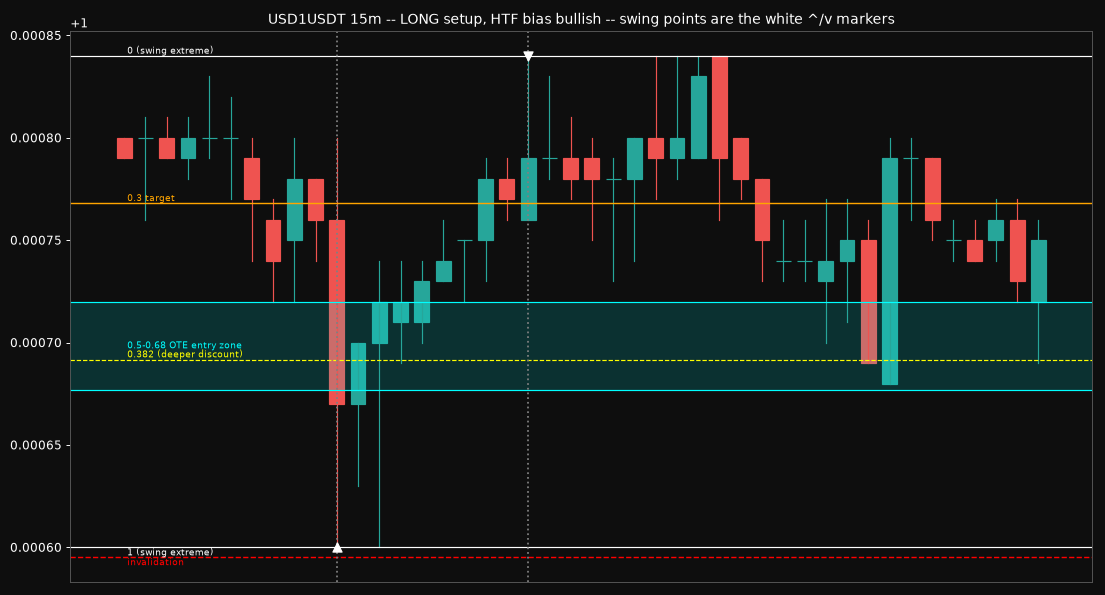 USD1USDT 15m -- LONG setup, HTF bias bullish -- swing points are the white ^/v markers
+1
0.00085
0 (swing extreme)
0.00080
0.3 target
0.00075
0.00070
0.5-0.68 OTE entry zone
0.382 (deeper discount)
0.00065
0.00060
1 (swing extreme)
invalidation